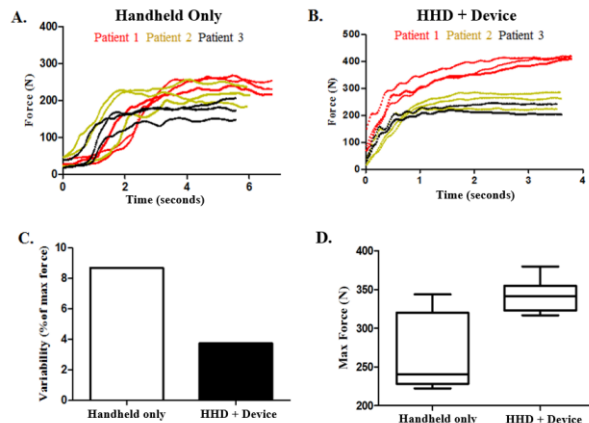 A. Handheld Only
Patient 1 Patient 2 Patient 3
Force (N)
400
300
200
100
0
0 2 4 6
Time (seconds)
B. HHD + Device
Patient 1 Patient 2 Patient 3
Force (N)
500
400
300
200
100
0
0 1 2 3 4
Time (seconds)
C.
Variability (% of max force)
10
8
6
4
2
0
Handheld only HHD + Device
D.
Max Force (N)
400
350
300
250
200
Handheld only HHD + Device